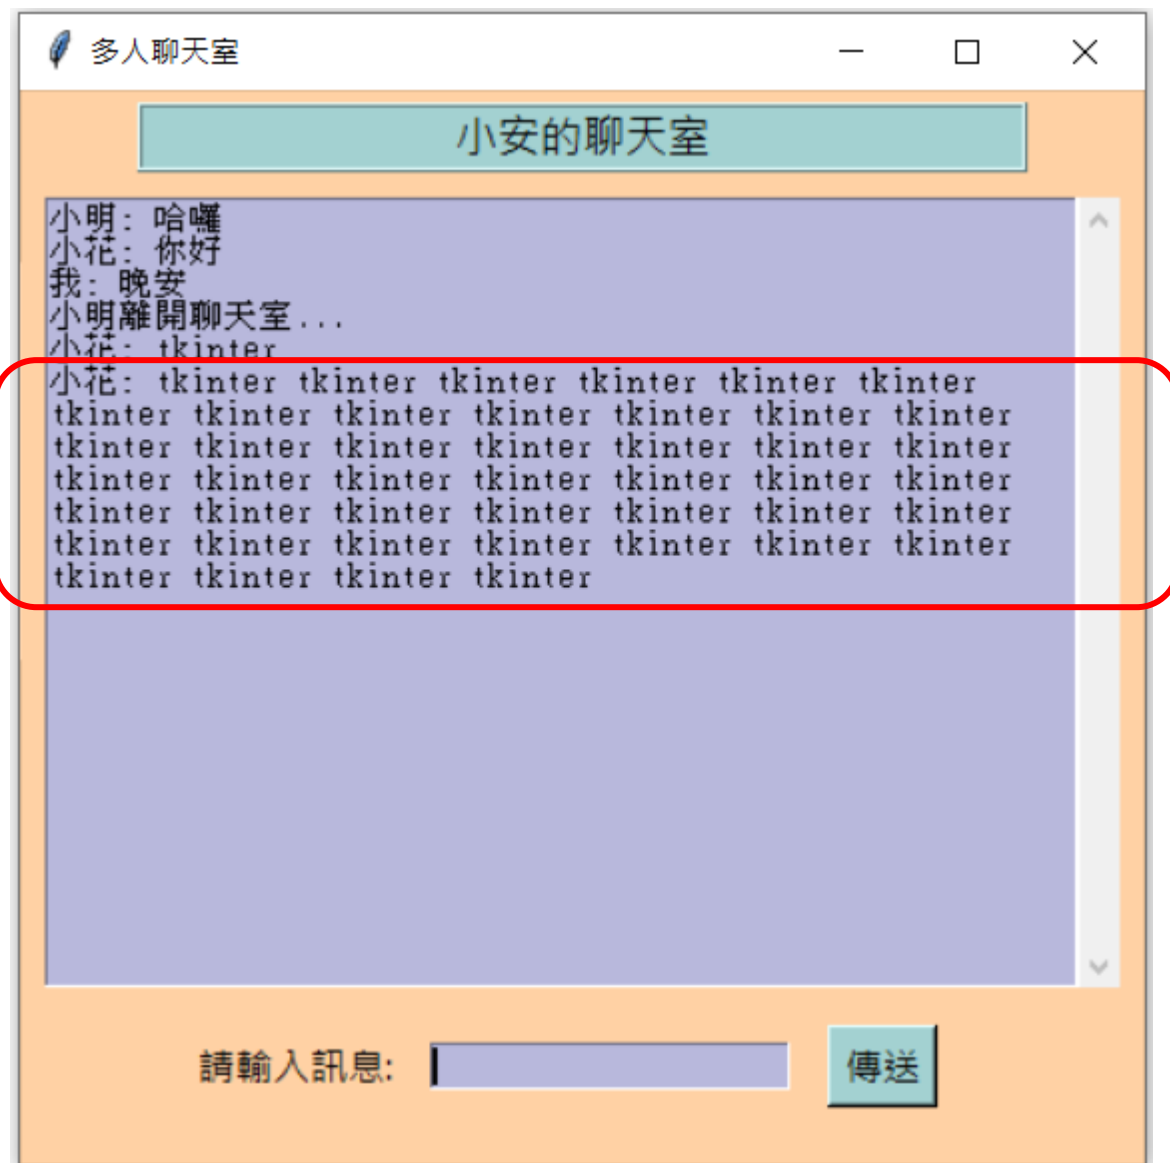 多人聊天室
小安的聊天室
小明: 哈囉
小花: 你好
我: 晚安
小明離開聊天室...
小花: tkinter
小花: tkinter tkinter tkinter tkinter tkinter tkinter
tkinter tkinter tkinter tkinter tkinter tkinter tkinter
tkinter tkinter tkinter tkinter tkinter tkinter tkinter
tkinter tkinter tkinter tkinter tkinter tkinter tkinter
tkinter tkinter tkinter tkinter tkinter tkinter tkinter
tkinter tkinter tkinter tkinter tkinter tkinter tkinter
tkinter tkinter tkinter tkinter
請輸入訊息:
傳送